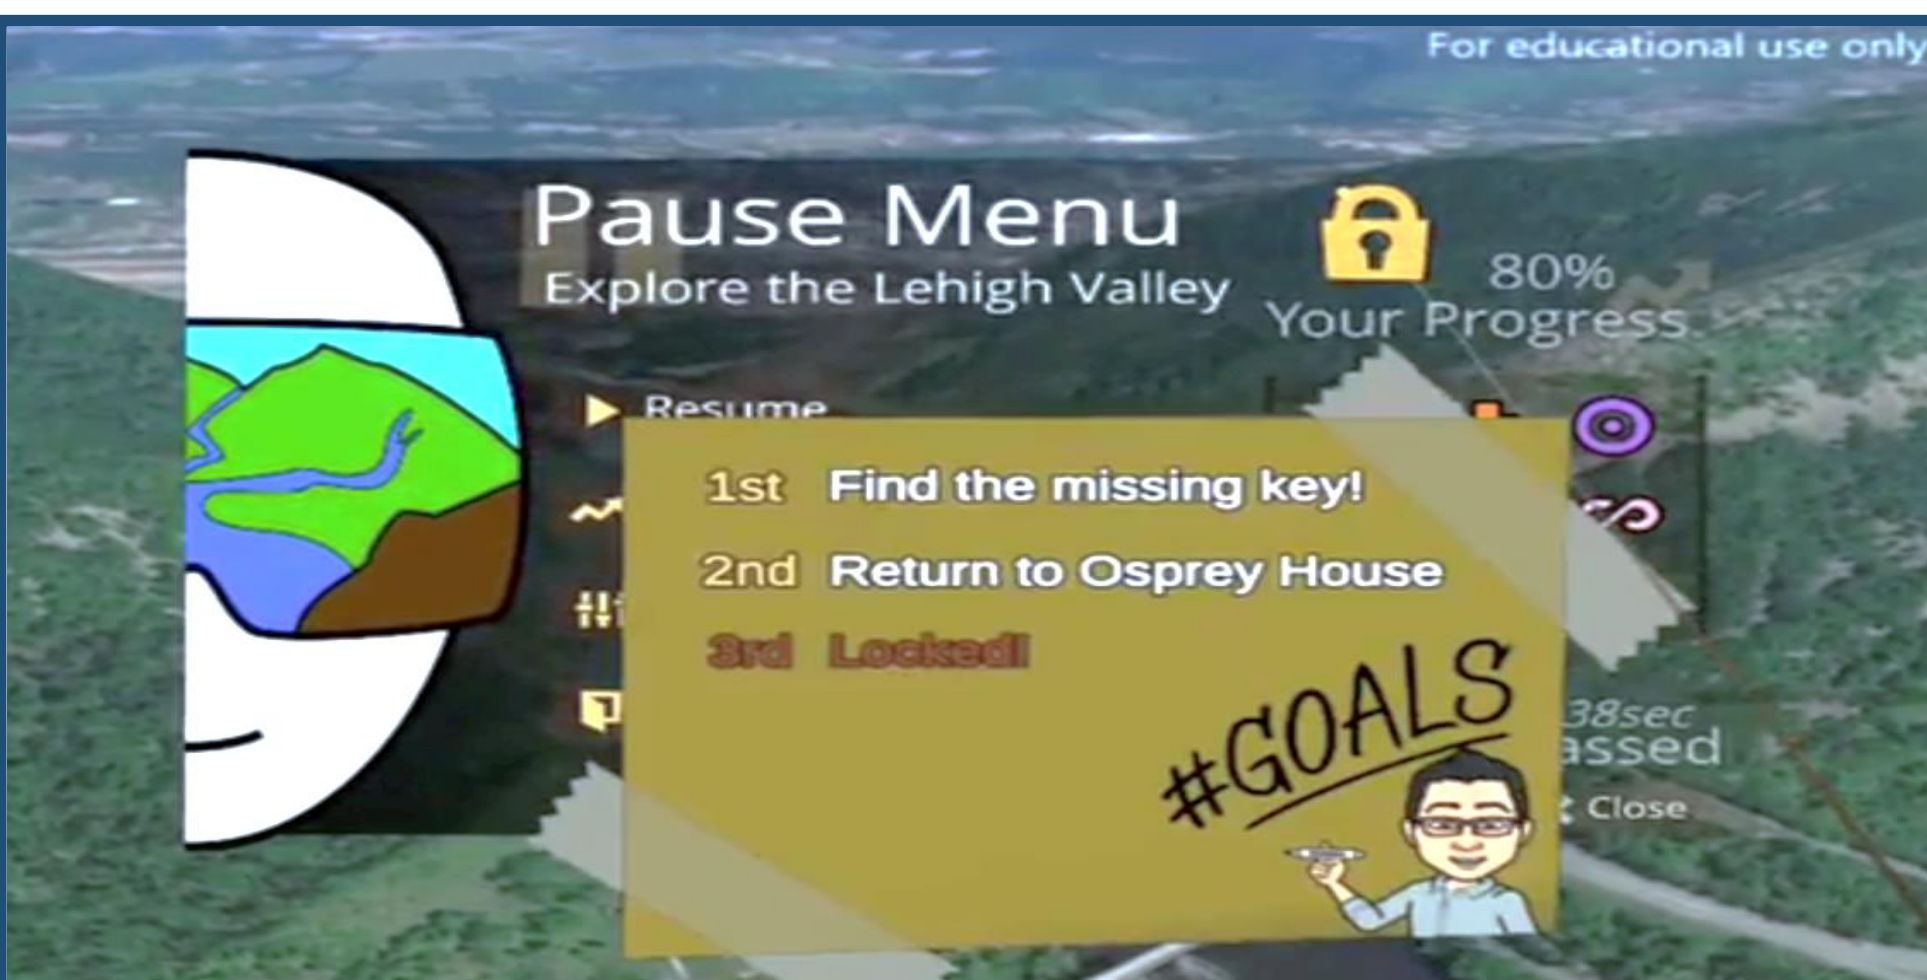 For educational use only
Pause Menu
Explore the Lehigh Valley
80%
Your Progress
Resume
1st Find the missing key!
2nd Return to Osprey House
3rd Locked!
#GOALS
38sec
assed
Close